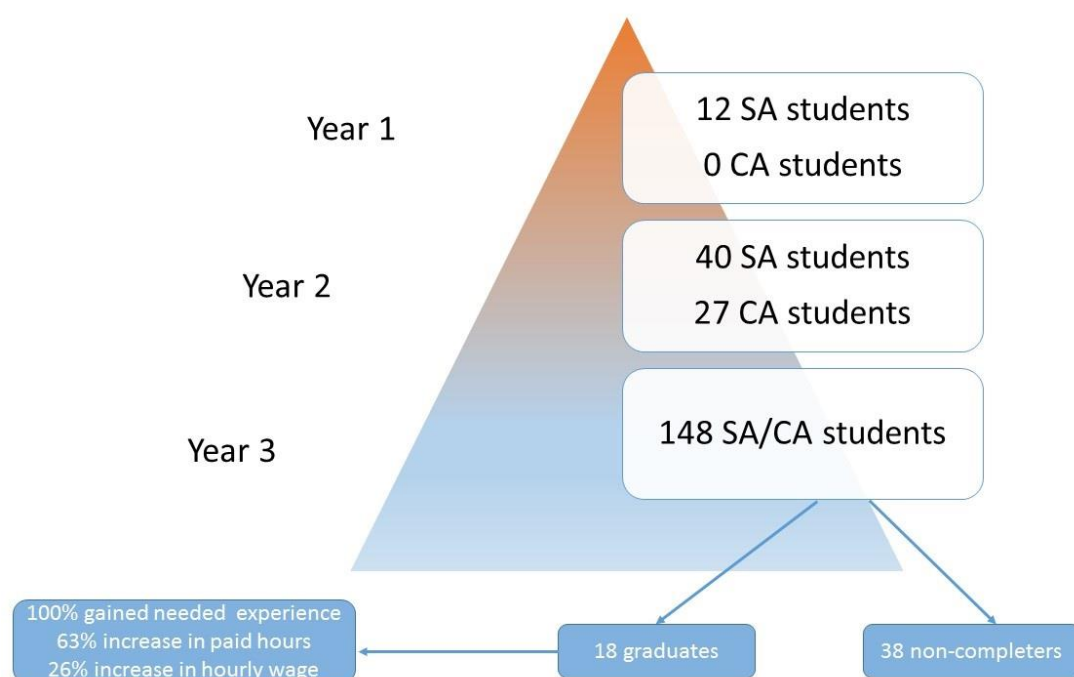 Year 1
12 SA students
0 CA students
Year 2
40 SA students
27 CA students
Year 3
148 SA/CA students
100% gained needed experience
63% increase in paid hours
26% increase in hourly wage
18 graduates
38 non-completers